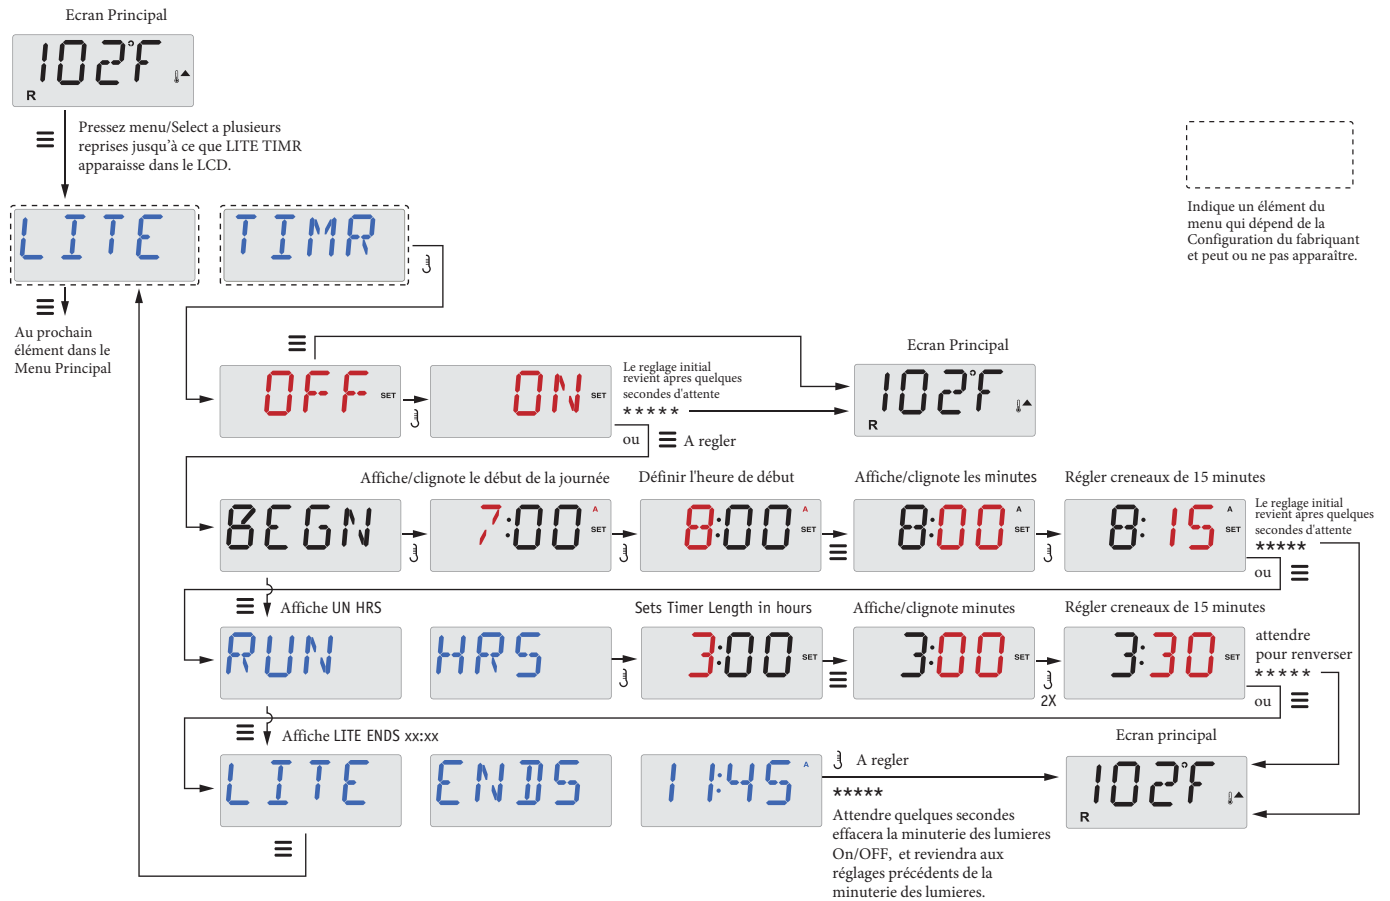 Ecran Principal
102°F
R
Pressez menu/Select a plusieurs
reprises jusqu'à ce que LITE TIMR
apparaisse dans le LCD.
Indique un élément du
menu qui dépend de la
Configuration du fabriquant
et peut ou ne pas apparaître.
LITE
TIMR
Au prochain
élément dans le
Menu Principal
OFF SET
ON SET
Le reglage initial
revient apres quelques
secondes d'attente
*****
ou
A regler
Ecran Principal
102°F
R
Affiche/clignote le début de la journée
Définir l'heure de début
Affiche/clignote les minutes
Régler creneaux de 15 minutes
BEGN
7:00 A SET
8:00 A SET
8:00 A SET
8:15 A SET
Le reglage initial
revient apres quelques
secondes d'attente
*****
ou
Affiche UN HRS
Sets Timer Length in hours
Affiche/clignote minutes
Régler creneaux de 15 minutes
RUN
HRS
3:00 SET
3:00 SET
2X
3:30 SET
attendre
pour renverser
*****
ou
Affiche LITE ENDS xx:xx
LITE
ENDS
11:45 A
A regler
*****
Attendre quelques secondes
effacera la minuterie des lumieres
On/OFF, et reviendra aux
réglages précédents de la
minuterie des lumieres.
Ecran principal
102°F
R